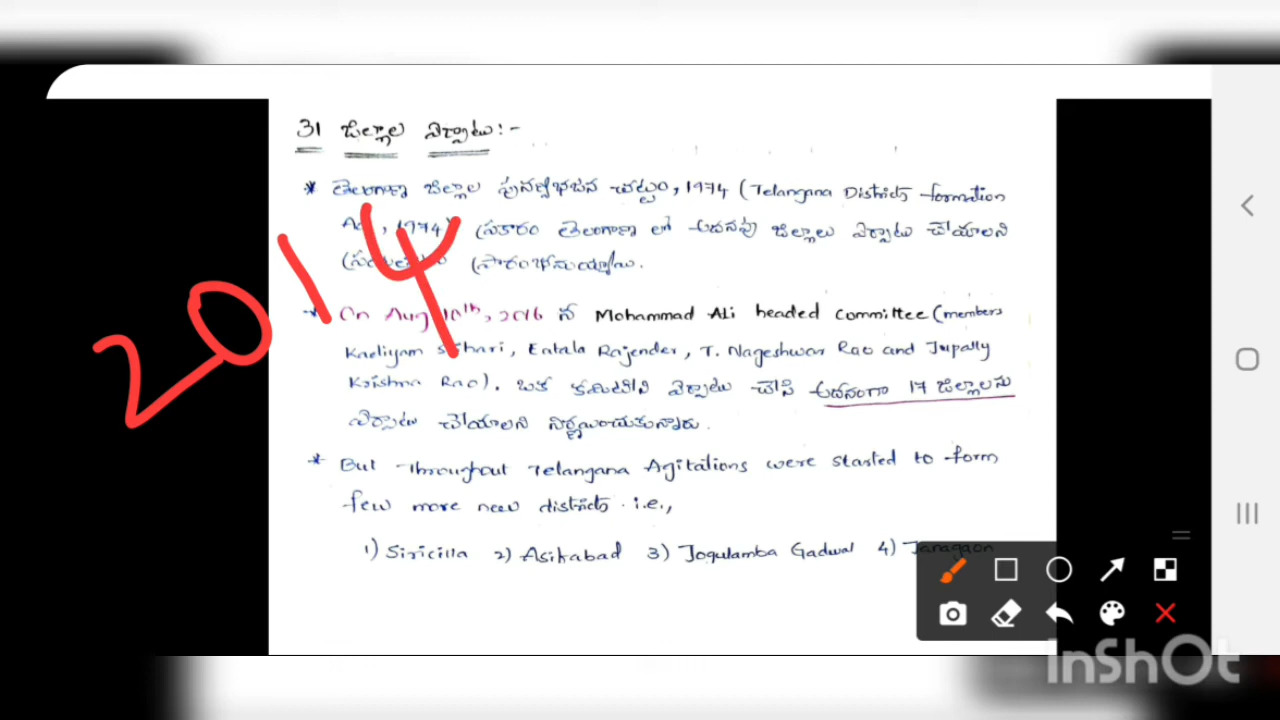 31 జిల్లాల ఏర్పాటు :-
* తెలంగాణ జిల్లాల పునర్విభజన చట్టం, 1974 (Telangana Districts formation
Act, 1974) ప్రకారం తెలంగాణ లో అదనపు జిల్లాలు ఏర్పాటు చేయాలని
ప్రారంభమయ్యాయి.
2014
* On Aug 10th, 2016 న Mohammad Ali headed committee (members
Kadiyam Srihari, Eatala Rajender, T. Nageshwar Rao and Jupally
Krishna Rao). ఒక కమిటీని ఏర్పాటు చేసి అదనంగా 17 జిల్లాలను
ఏర్పాటు చేయాలని నిర్ణయించుకున్నారు.
* But Throughout Telangana Agitations were started to form
few more new districts i.e.,
1) Siricilla 2) Asifabad 3) Jogulamba Gadwal 4) Janagaon
InShOt